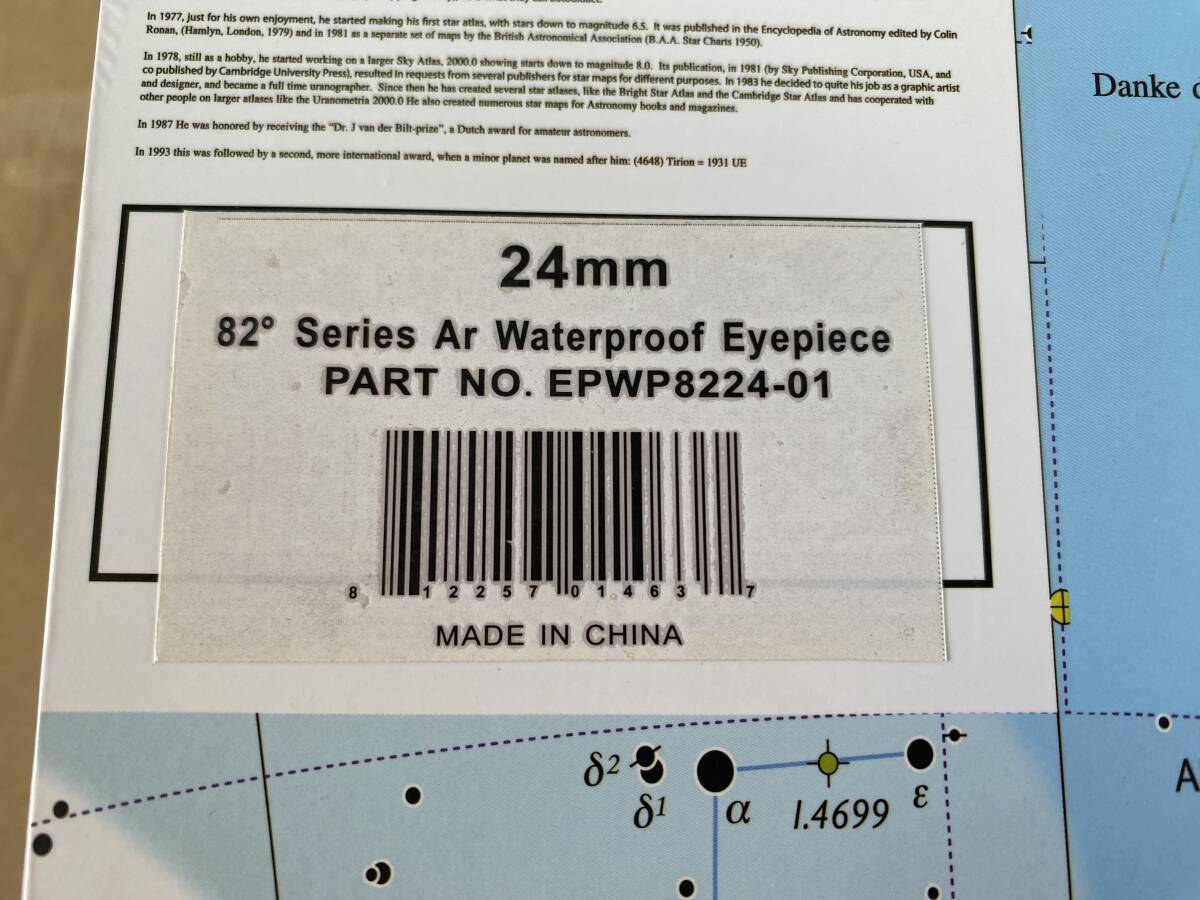 In 1977, just for his own enjoyment, he started making his first star atlas, with stars down to magnitude 6.5. It was published in the Encyclopedia of Astronomy edited by Colin
Ronan, (Hamlyn, London, 1979) and in 1981 as a separate set of maps by the British Astronomical Association (B.A.A. Star Charts 1950).
In 1978, still as a hobby, he started working on a larger Sky Atlas, 2000.0 showing starts down to magnitude 8.0. Its publication, in 1981 (by Sky Publishing Corporation, USA, and
co published by Cambridge University Press), resulted in requests from several publishers for star maps for different purposes. In 1983 he decided to quite his job as a graphic artist
and designer, and became a full time uranographer. Since then he has created several star atlases, like the Bright Star Atlas and the Cambridge Star Atlas and has cooperated with
other people on larger atlases like the Uranometria 2000.0 He also created numerous star maps for Astronomy books and magazines.
In 1987 He was honored by receiving the "Dr. J van der Bilt-prize", a Dutch award for amateur astronomers.
In 1993 this was followed by a second, more international award, when a minor planet was named after him: (4648) Tirion = 1931 UE
Danke
24mm
82° Series Ar Waterproof Eyepiece
PART NO. EPWP8224-01
8 12257 01463 7
MADE IN CHINA
δ2
δ1 α I.4699 ε
A